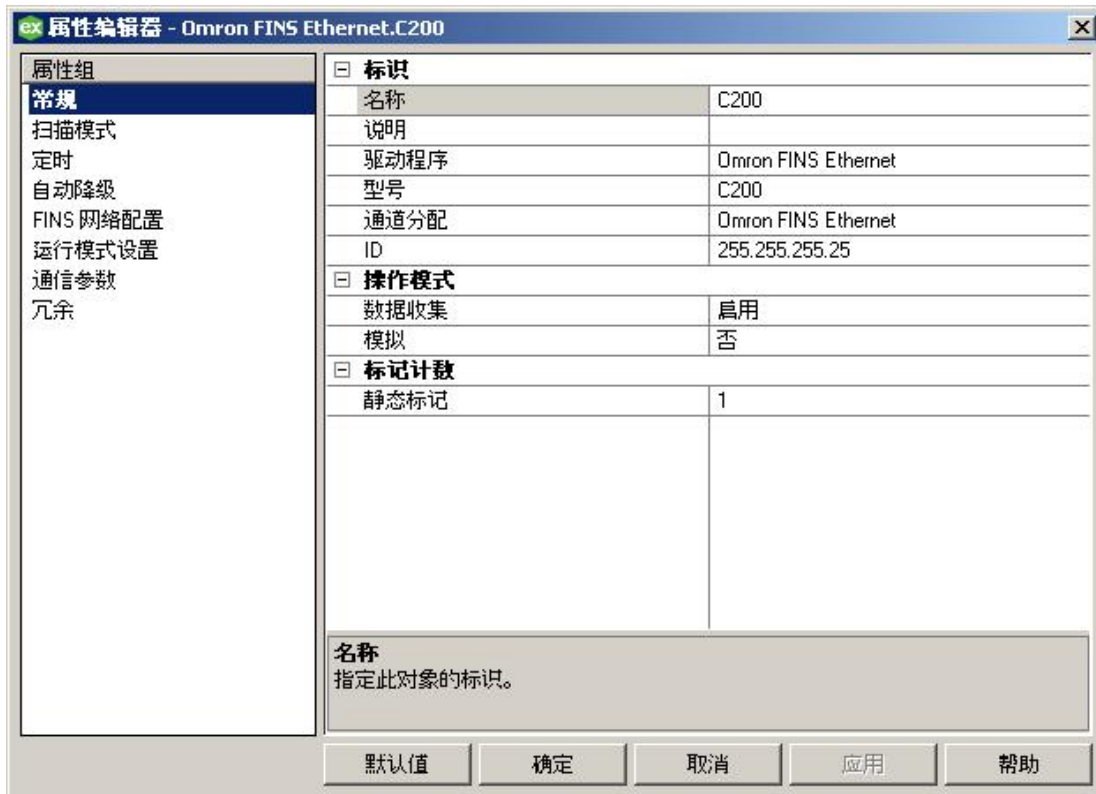 ex 属性编辑器 - Omron FINS Ethernet.C200
属性组
常规
扫描模式
定时
自动降级
FINS 网络配置
运行模式设置
通信参数
冗余
标识
名称 C200
说明
驱动程序 Omron FINS Ethernet
型号 C200
通道分配 Omron FINS Ethernet
ID 255.255.255.25
操作模式
数据收集 启用
模拟 否
标记计数
静态标记 1
名称
指定此对象的标识。
默认值 确定 取消 应用 帮助